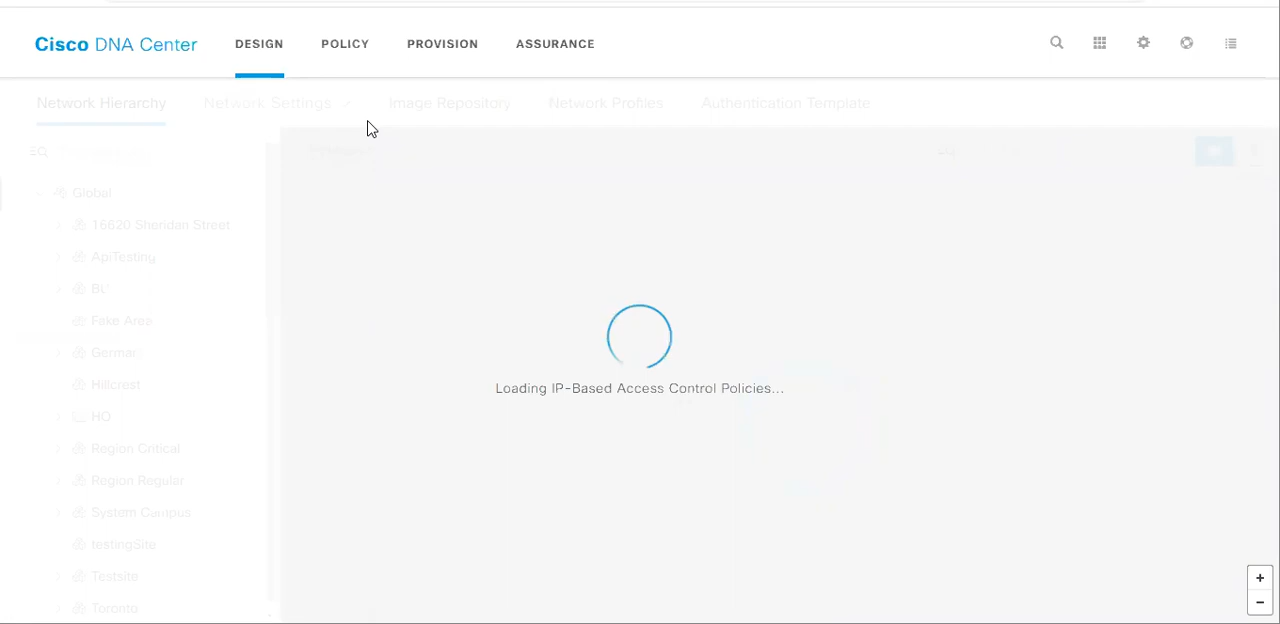 Cisco DNA Center DESIGN POLICY PROVISION ASSURANCE
Network Hierarchy Network Settings Image Repository Network Profiles Authentication Template
Global
16620 Sheridan Street
ApiTesting
Fake Area
Hillcrest
HO
Region Critical
Region Regular
System Campus
testingSite
Testsite
Toronto
Loading IP-Based Access Control Policies...
+
−